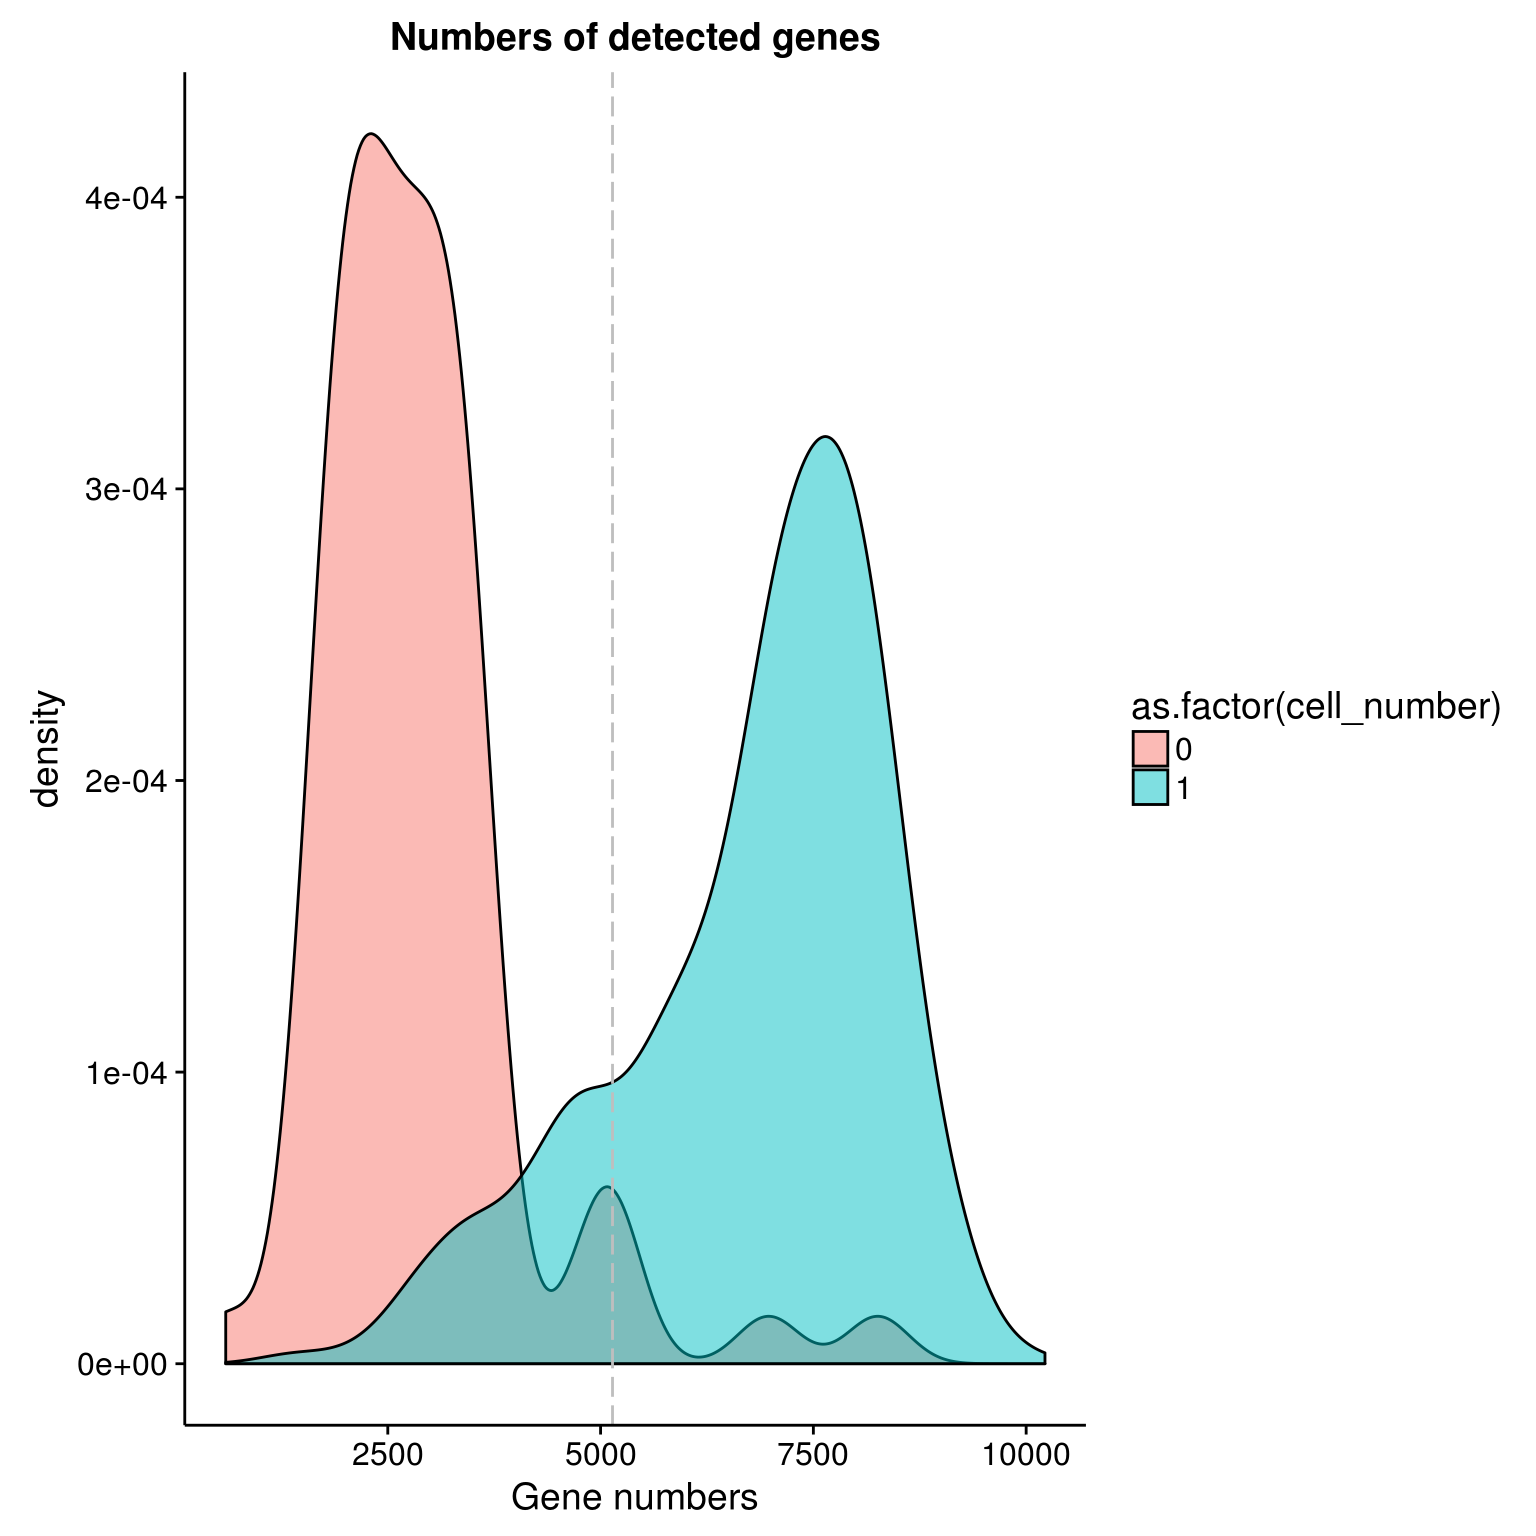 Numbers of detected genes
density
4e-04
3e-04
2e-04
1e-04
0e+00
2500 5000 7500 10000
Gene numbers
as.factor(cell_number)
0
1